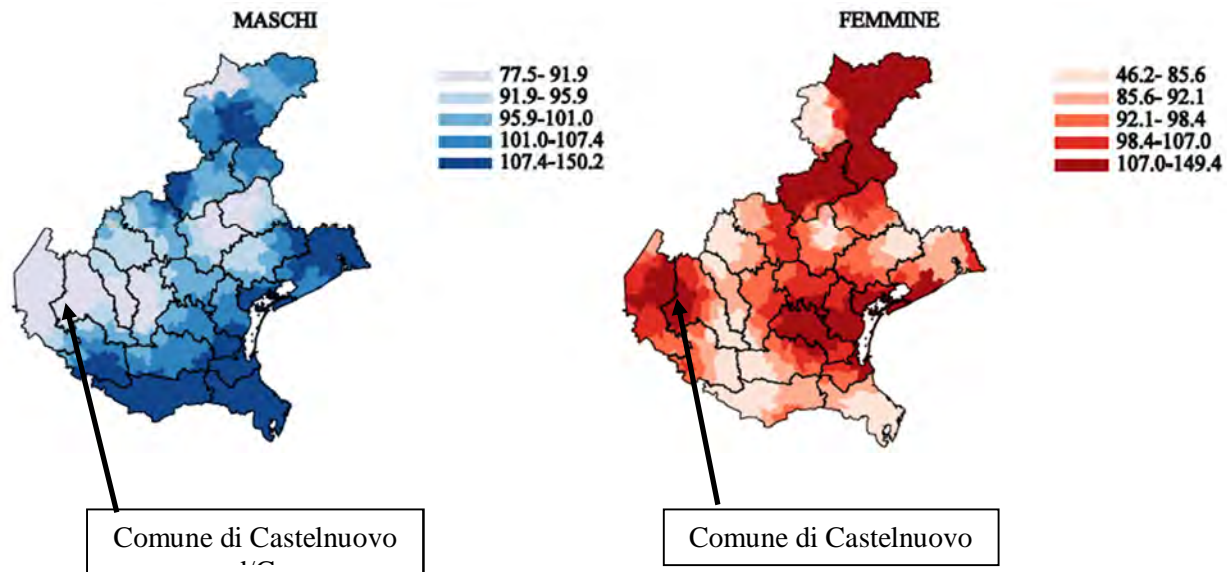 MASCHI
77.5- 91.9
91.9- 95.9
95.9-101.0
101.0-107.4
107.4-150.2
FEMMINE
46.2- 85.6
85.6- 92.1
92.1- 98.4
98.4-107.0
107.0-149.4
Comune di Castelnuovo
Comune di Castelnuovo